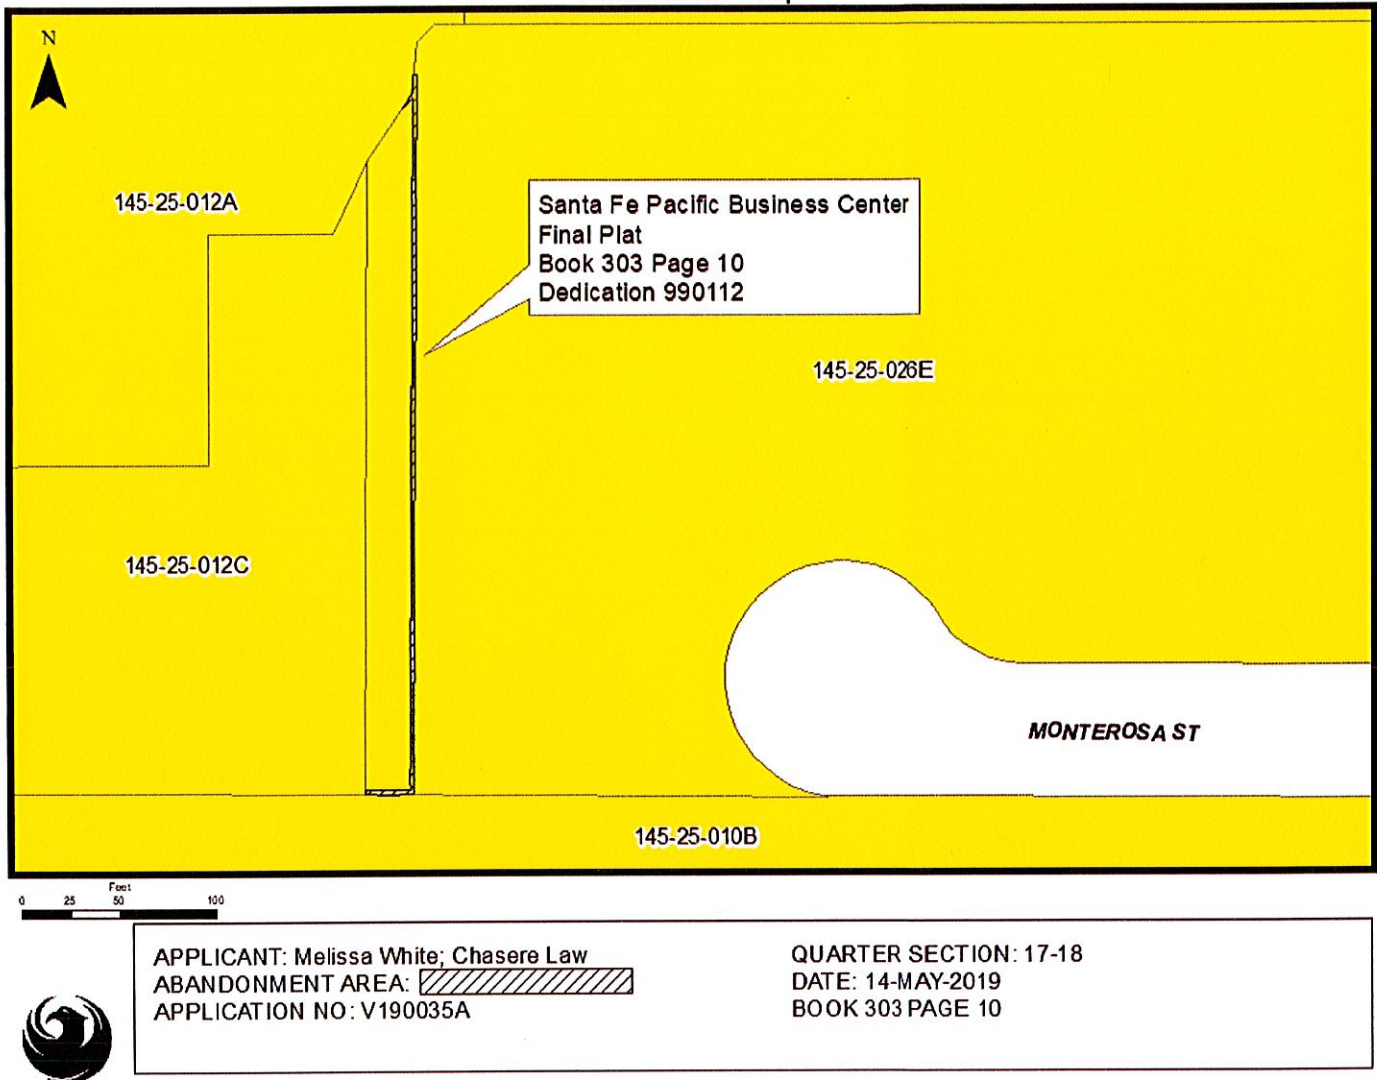 N
145-25-012A
Santa Fe Pacific Business Center
Final Plat
Book 303 Page 10
Dedication 990112
145-25-026E
145-25-012C
MONTEROSA ST
145-25-010B
Feet
0 25 50 100
APPLICANT: Melissa White; Chasere Law
ABANDONMENT AREA:
APPLICATION NO: V190035A
QUARTER SECTION: 17-18
DATE: 14-MAY-2019
BOOK 303 PAGE 10